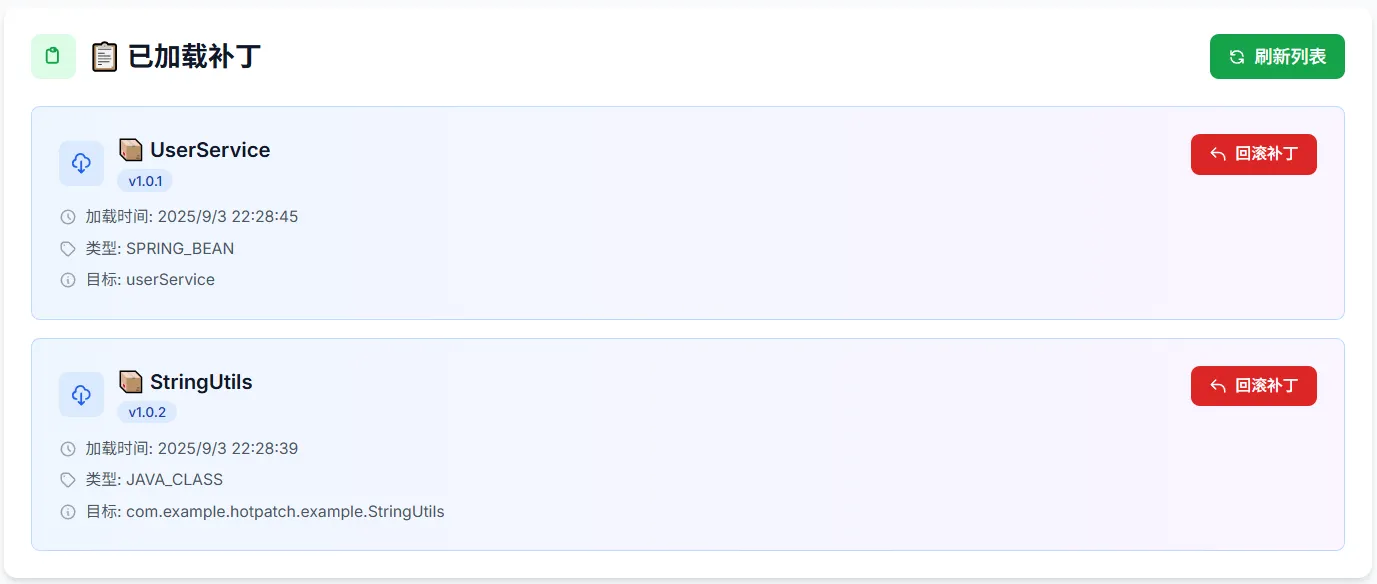 已加载补丁
刷新列表
UserService
回滚补丁
v1.0.1
加载时间: 2025/9/3 22:28:45
类型: SPRING_BEAN
目标: userService
StringUtils
回滚补丁
v1.0.2
加载时间: 2025/9/3 22:28:39
类型: JAVA_CLASS
目标: com.example.hotpatch.example.StringUtils